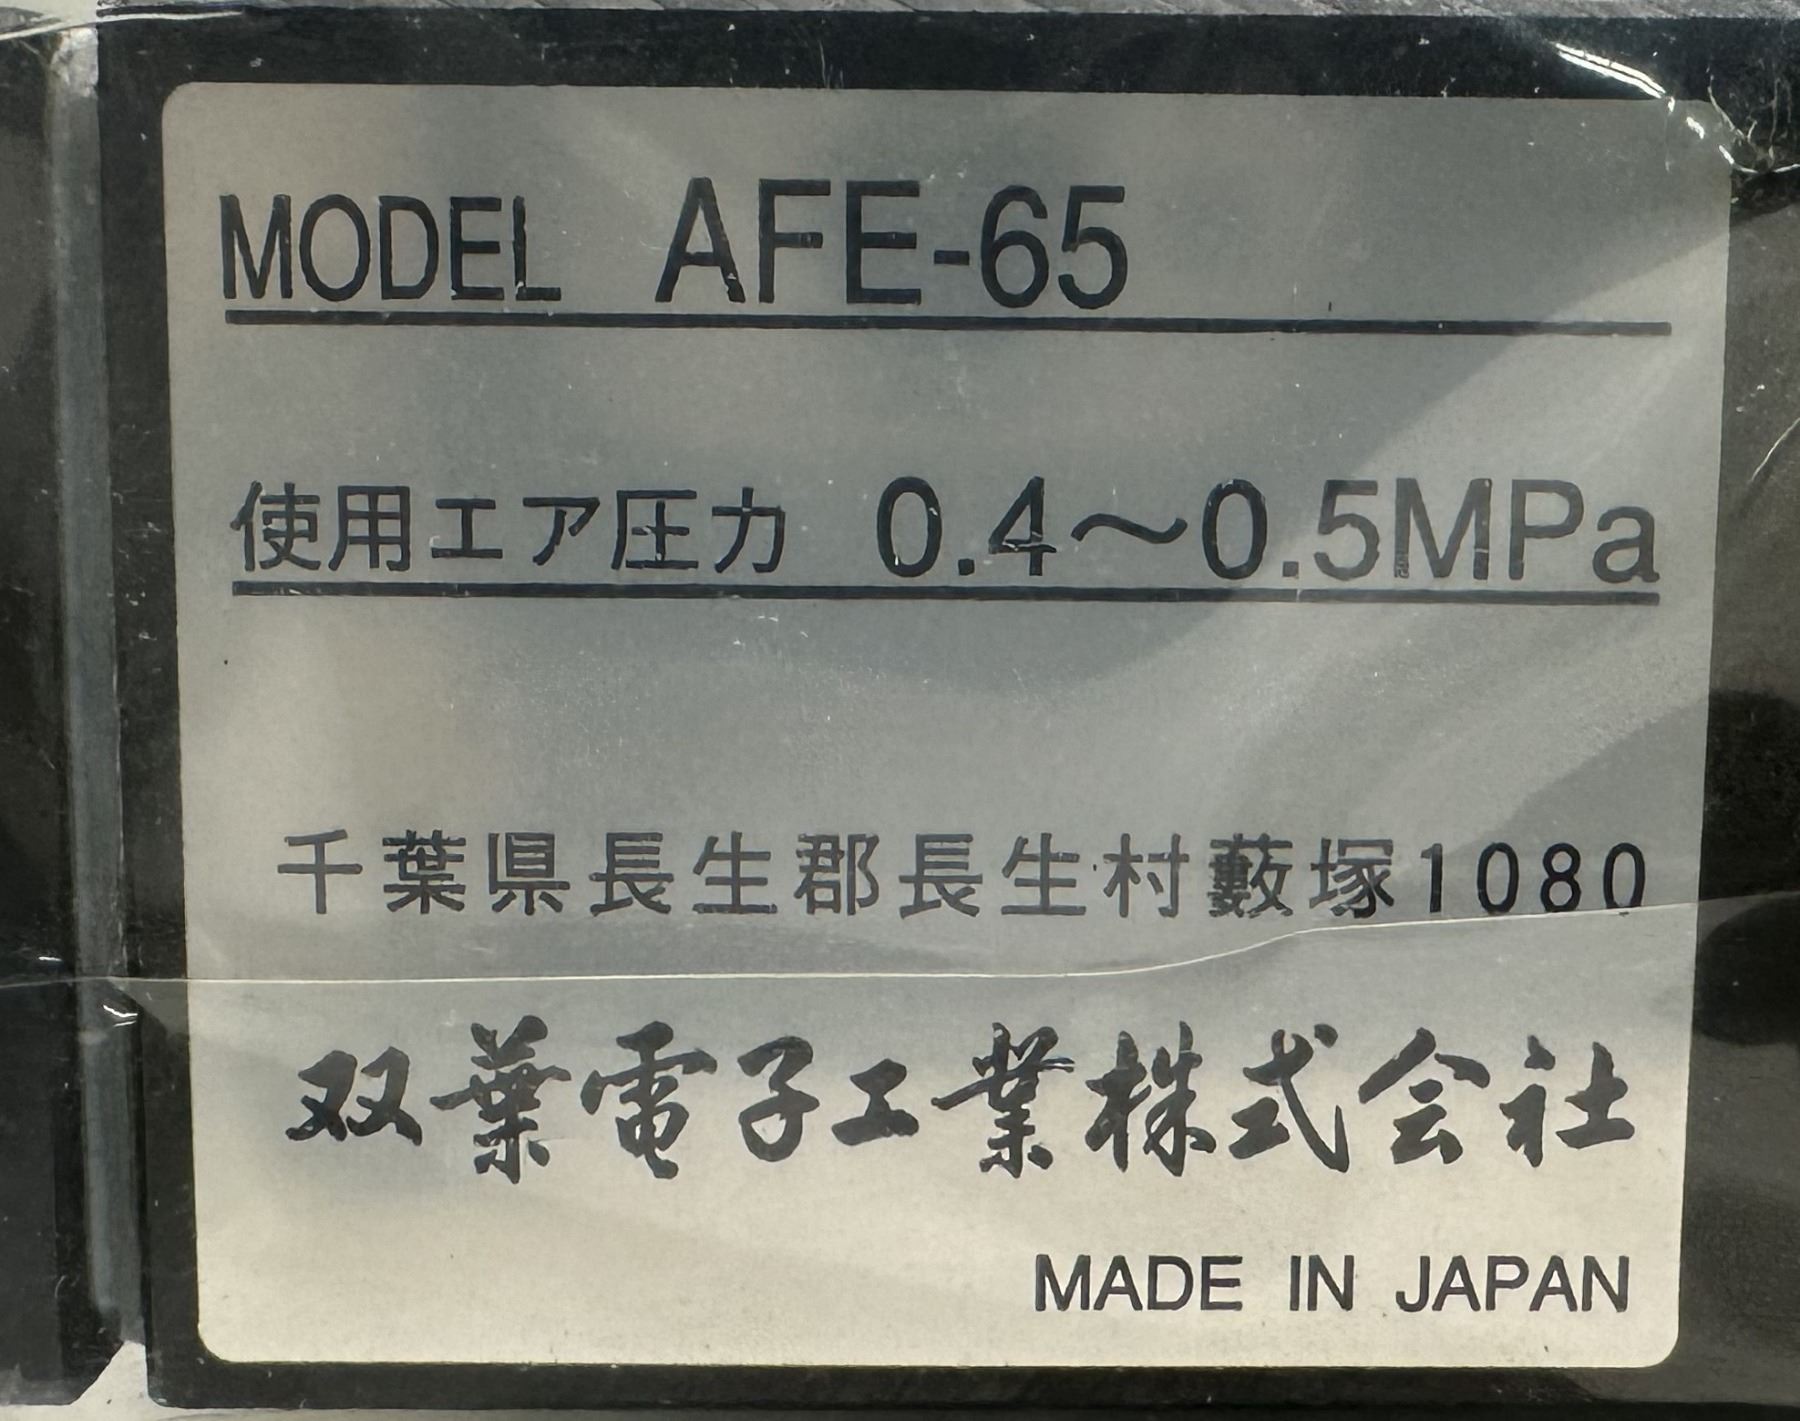 MODEL AFE-65
使用エア圧力 0.4〜0.5MPa
千葉県長生郡長生村藪塚1080
双葉電子工業株式会社
MADE IN JAPAN